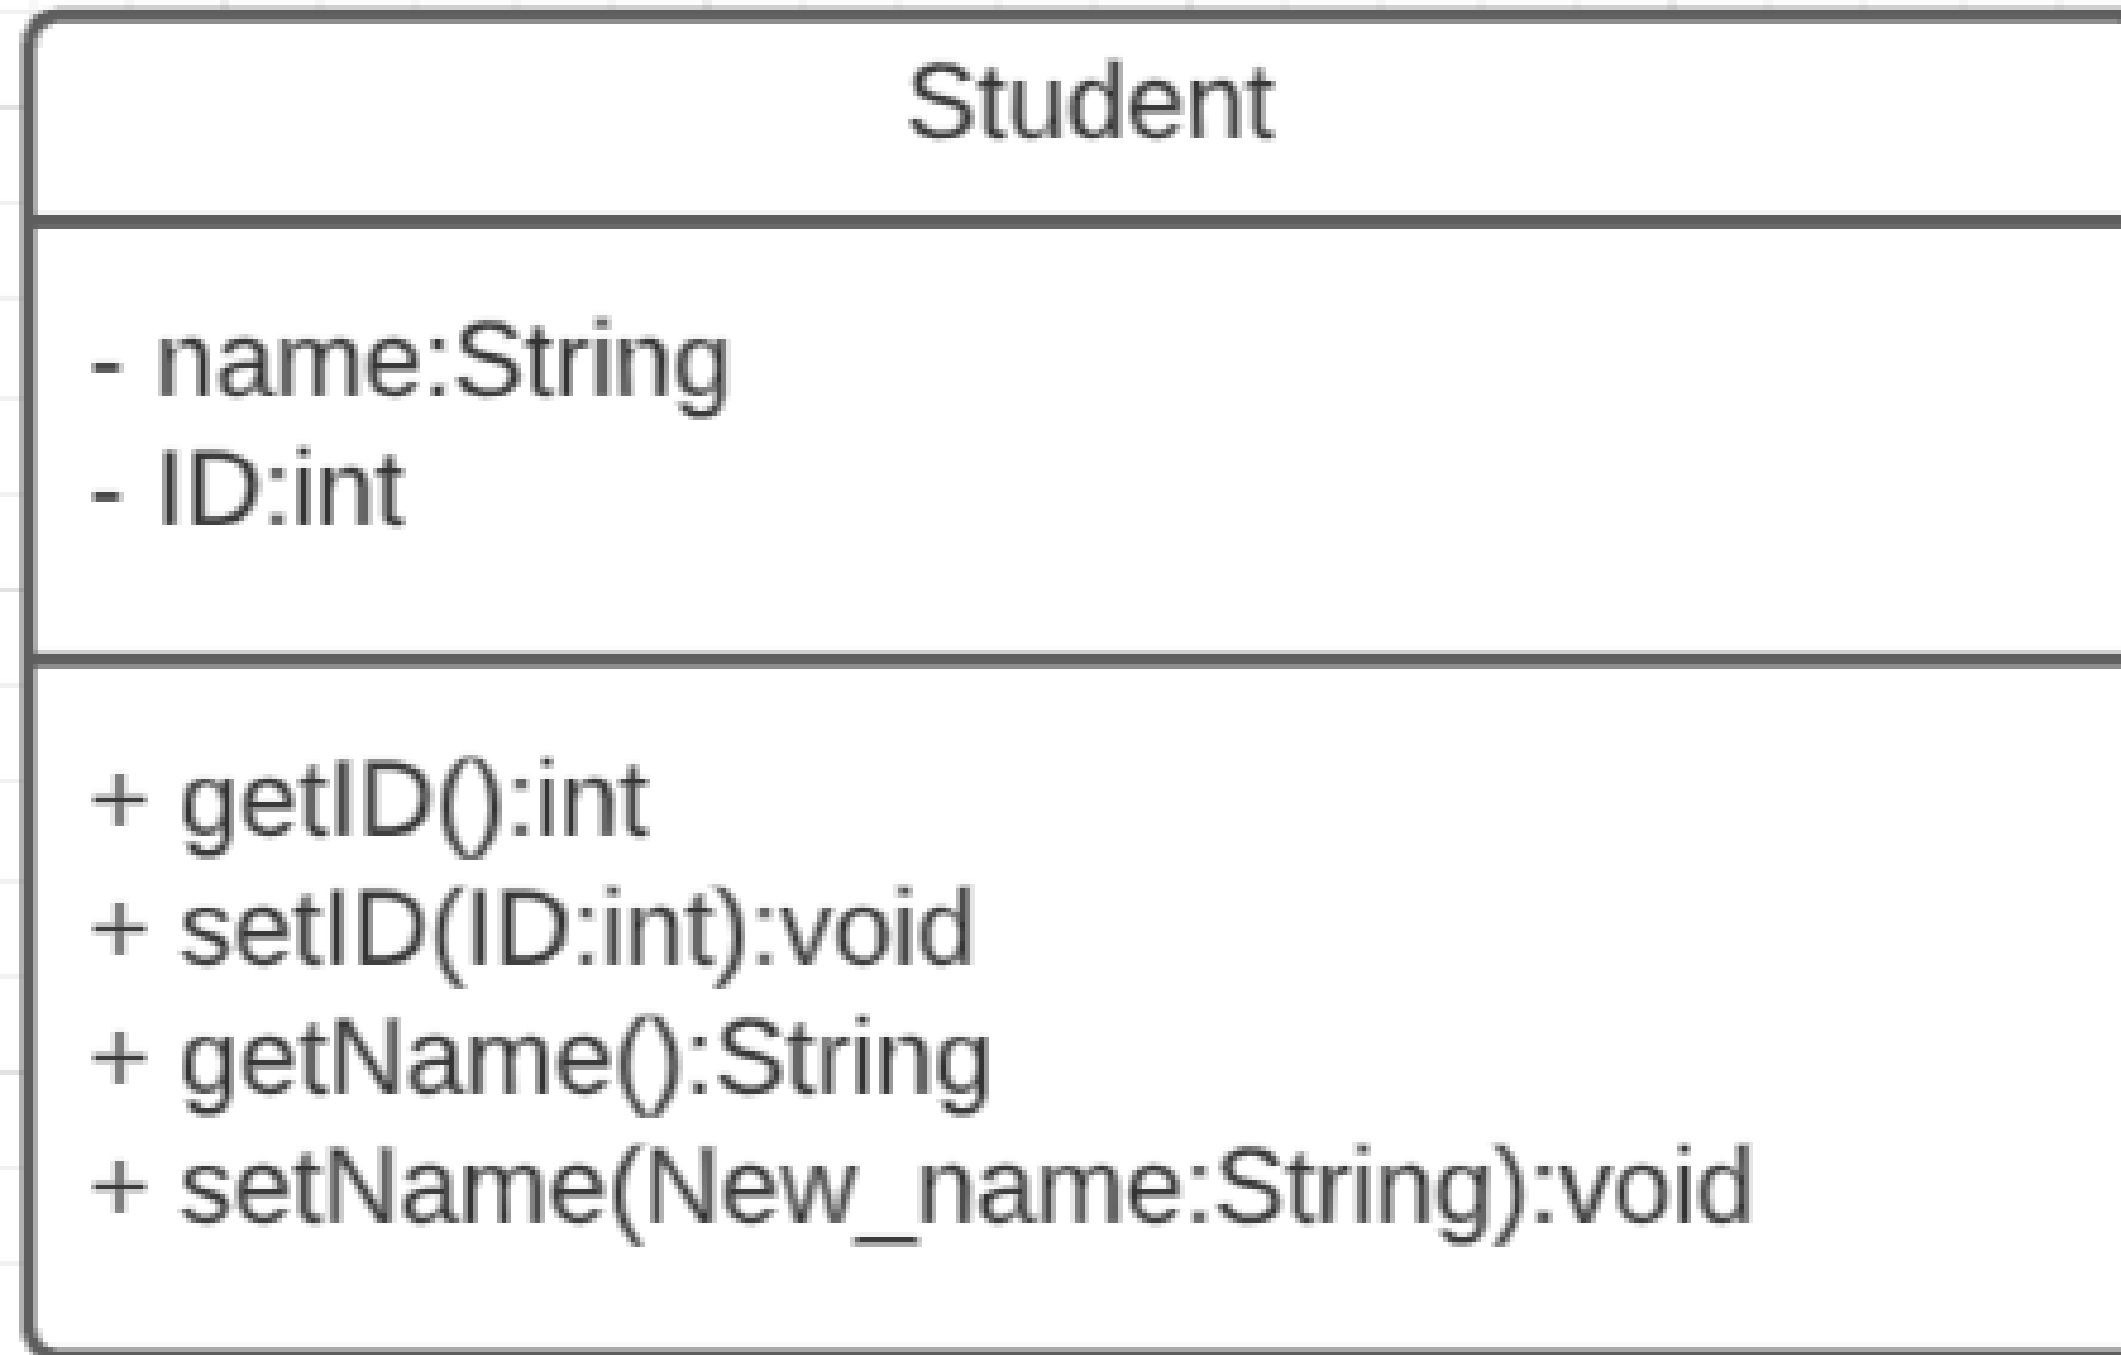 Student
- name:String
- ID:int
+ getID():int
+ setID(ID:int):void
+ getName():String
+ setName(New_name:String):void